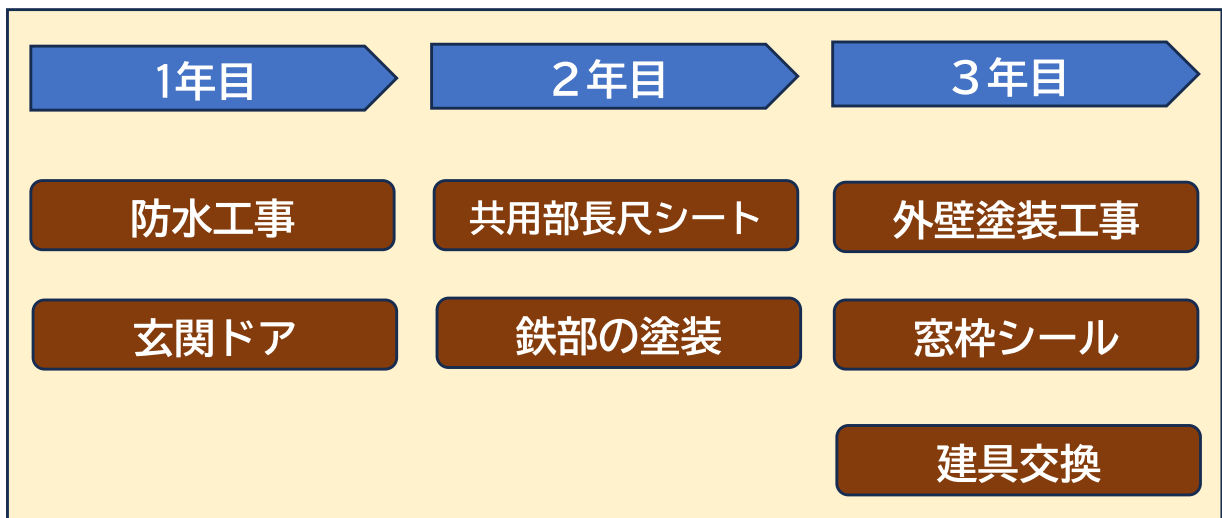 1年目
２年目
３年目
防水工事
共用部長尺シート
外壁塗装工事
玄関ドア
鉄部の塗装
窓枠シール
建具交換